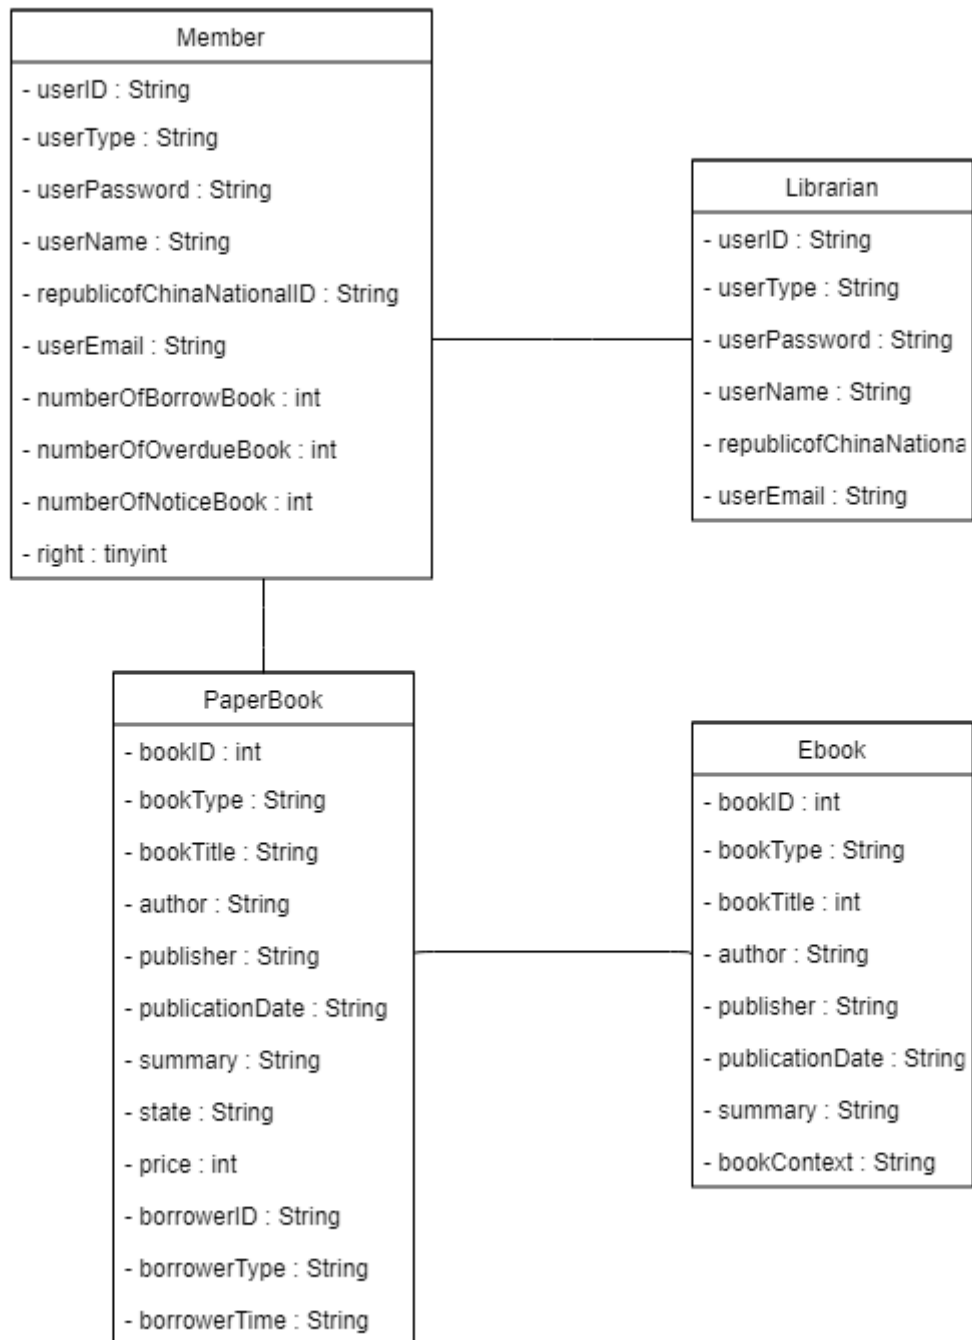 Member
- userID : String
- userType : String
- userPassword : String
- userName : String
- republicofChinaNationalID : String
- userEmail : String
- numberOfBorrowBook : int
- numberOfOverdueBook : int
- numberOfNoticeBook : int
- right : tinyint
Librarian
- userID : String
- userType : String
- userPassword : String
- userName : String
- republicofChinaNationa
- userEmail : String
PaperBook
- bookID : int
- bookType : String
- bookTitle : String
- author : String
- publisher : String
- publicationDate : String
- summary : String
- state : String
- price : int
- borrowerID : String
- borrowerType : String
- borrowerTime : String
Ebook
- bookID : int
- bookType : String
- bookTitle : int
- author : String
- publisher : String
- publicationDate : String
- summary : String
- bookContext : String